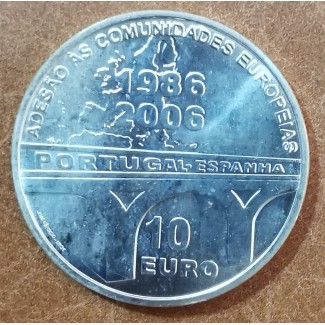 ADESÃO ÀS COMUNIDADES EUROPEIAS
1986
2006
PORTUGAL-ESPANHA
10
EURO